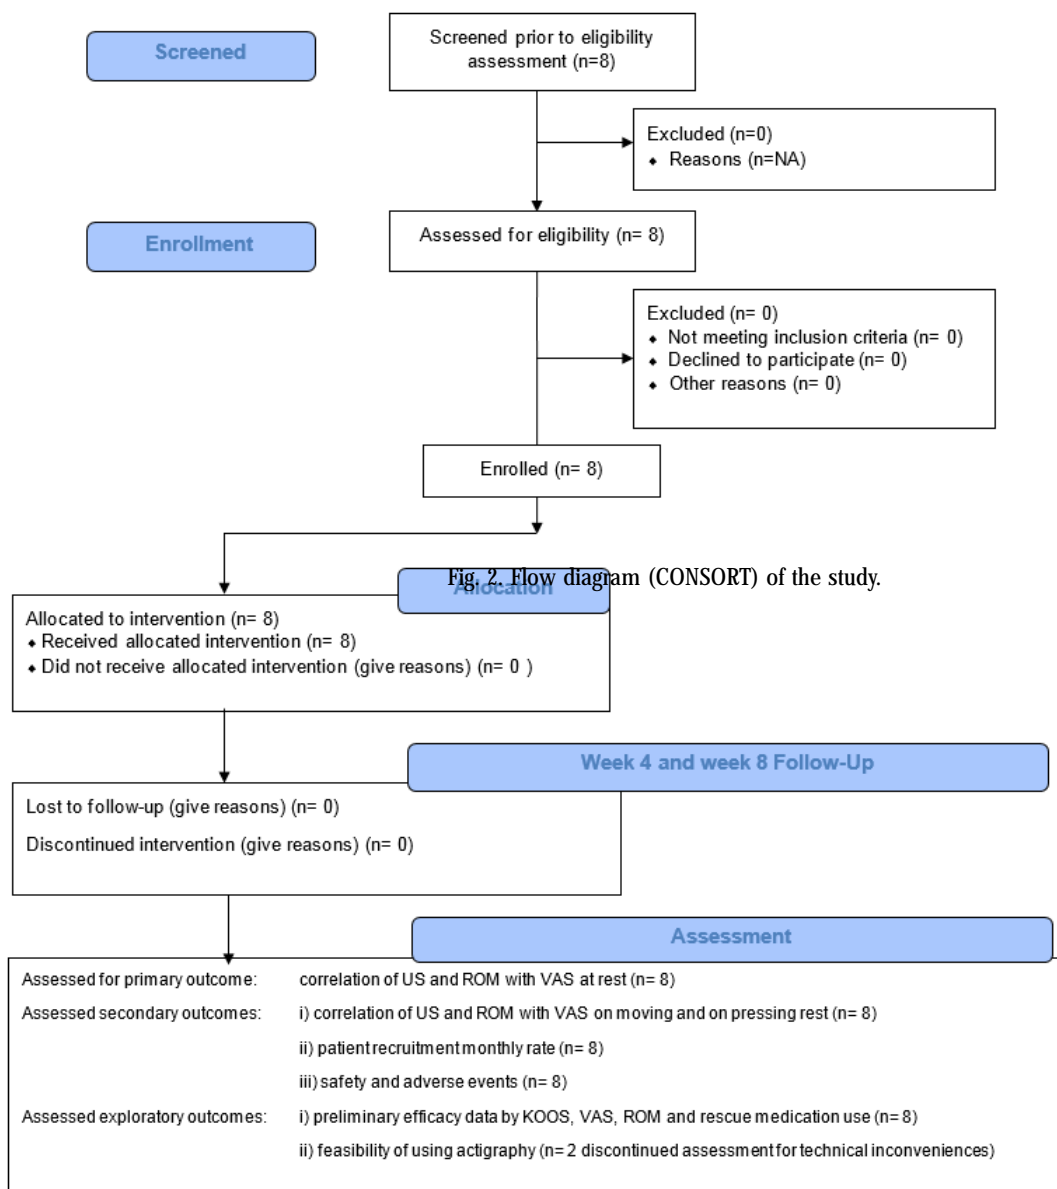 Screened
Screened prior to eligibility
assessment (n=8)
Excluded (n=0)
⬥ Reasons (n=NA)
Enrollment
Assessed for eligibility (n= 8)
Excluded (n= 0)
⬥ Not meeting inclusion criteria (n= 0)
⬥ Declined to participate (n= 0)
⬥ Other reasons (n= 0)
Enrolled (n= 8)
Fig. 2. Flow diagram (CONSORT) of the study.
Allocation
Allocated to intervention (n= 8)
⬥ Received allocated intervention (n= 8)
⬥ Did not receive allocated intervention (give reasons) (n= 0 )
Week 4 and week 8 Follow-Up
Lost to follow-up (give reasons) (n= 0)
Discontinued intervention (give reasons) (n= 0)
Assessment
Assessed for primary outcome: correlation of US and ROM with VAS at rest (n= 8)
Assessed secondary outcomes: i) correlation of US and ROM with VAS on moving and on pressing rest (n= 8)
ii) patient recruitment monthly rate (n= 8)
iii) safety and adverse events (n= 8)
Assessed exploratory outcomes: i) preliminary efficacy data by KOOS, VAS, ROM and rescue medication use (n= 8)
ii) feasibility of using actigraphy (n= 2 discontinued assessment for technical inconveniences)